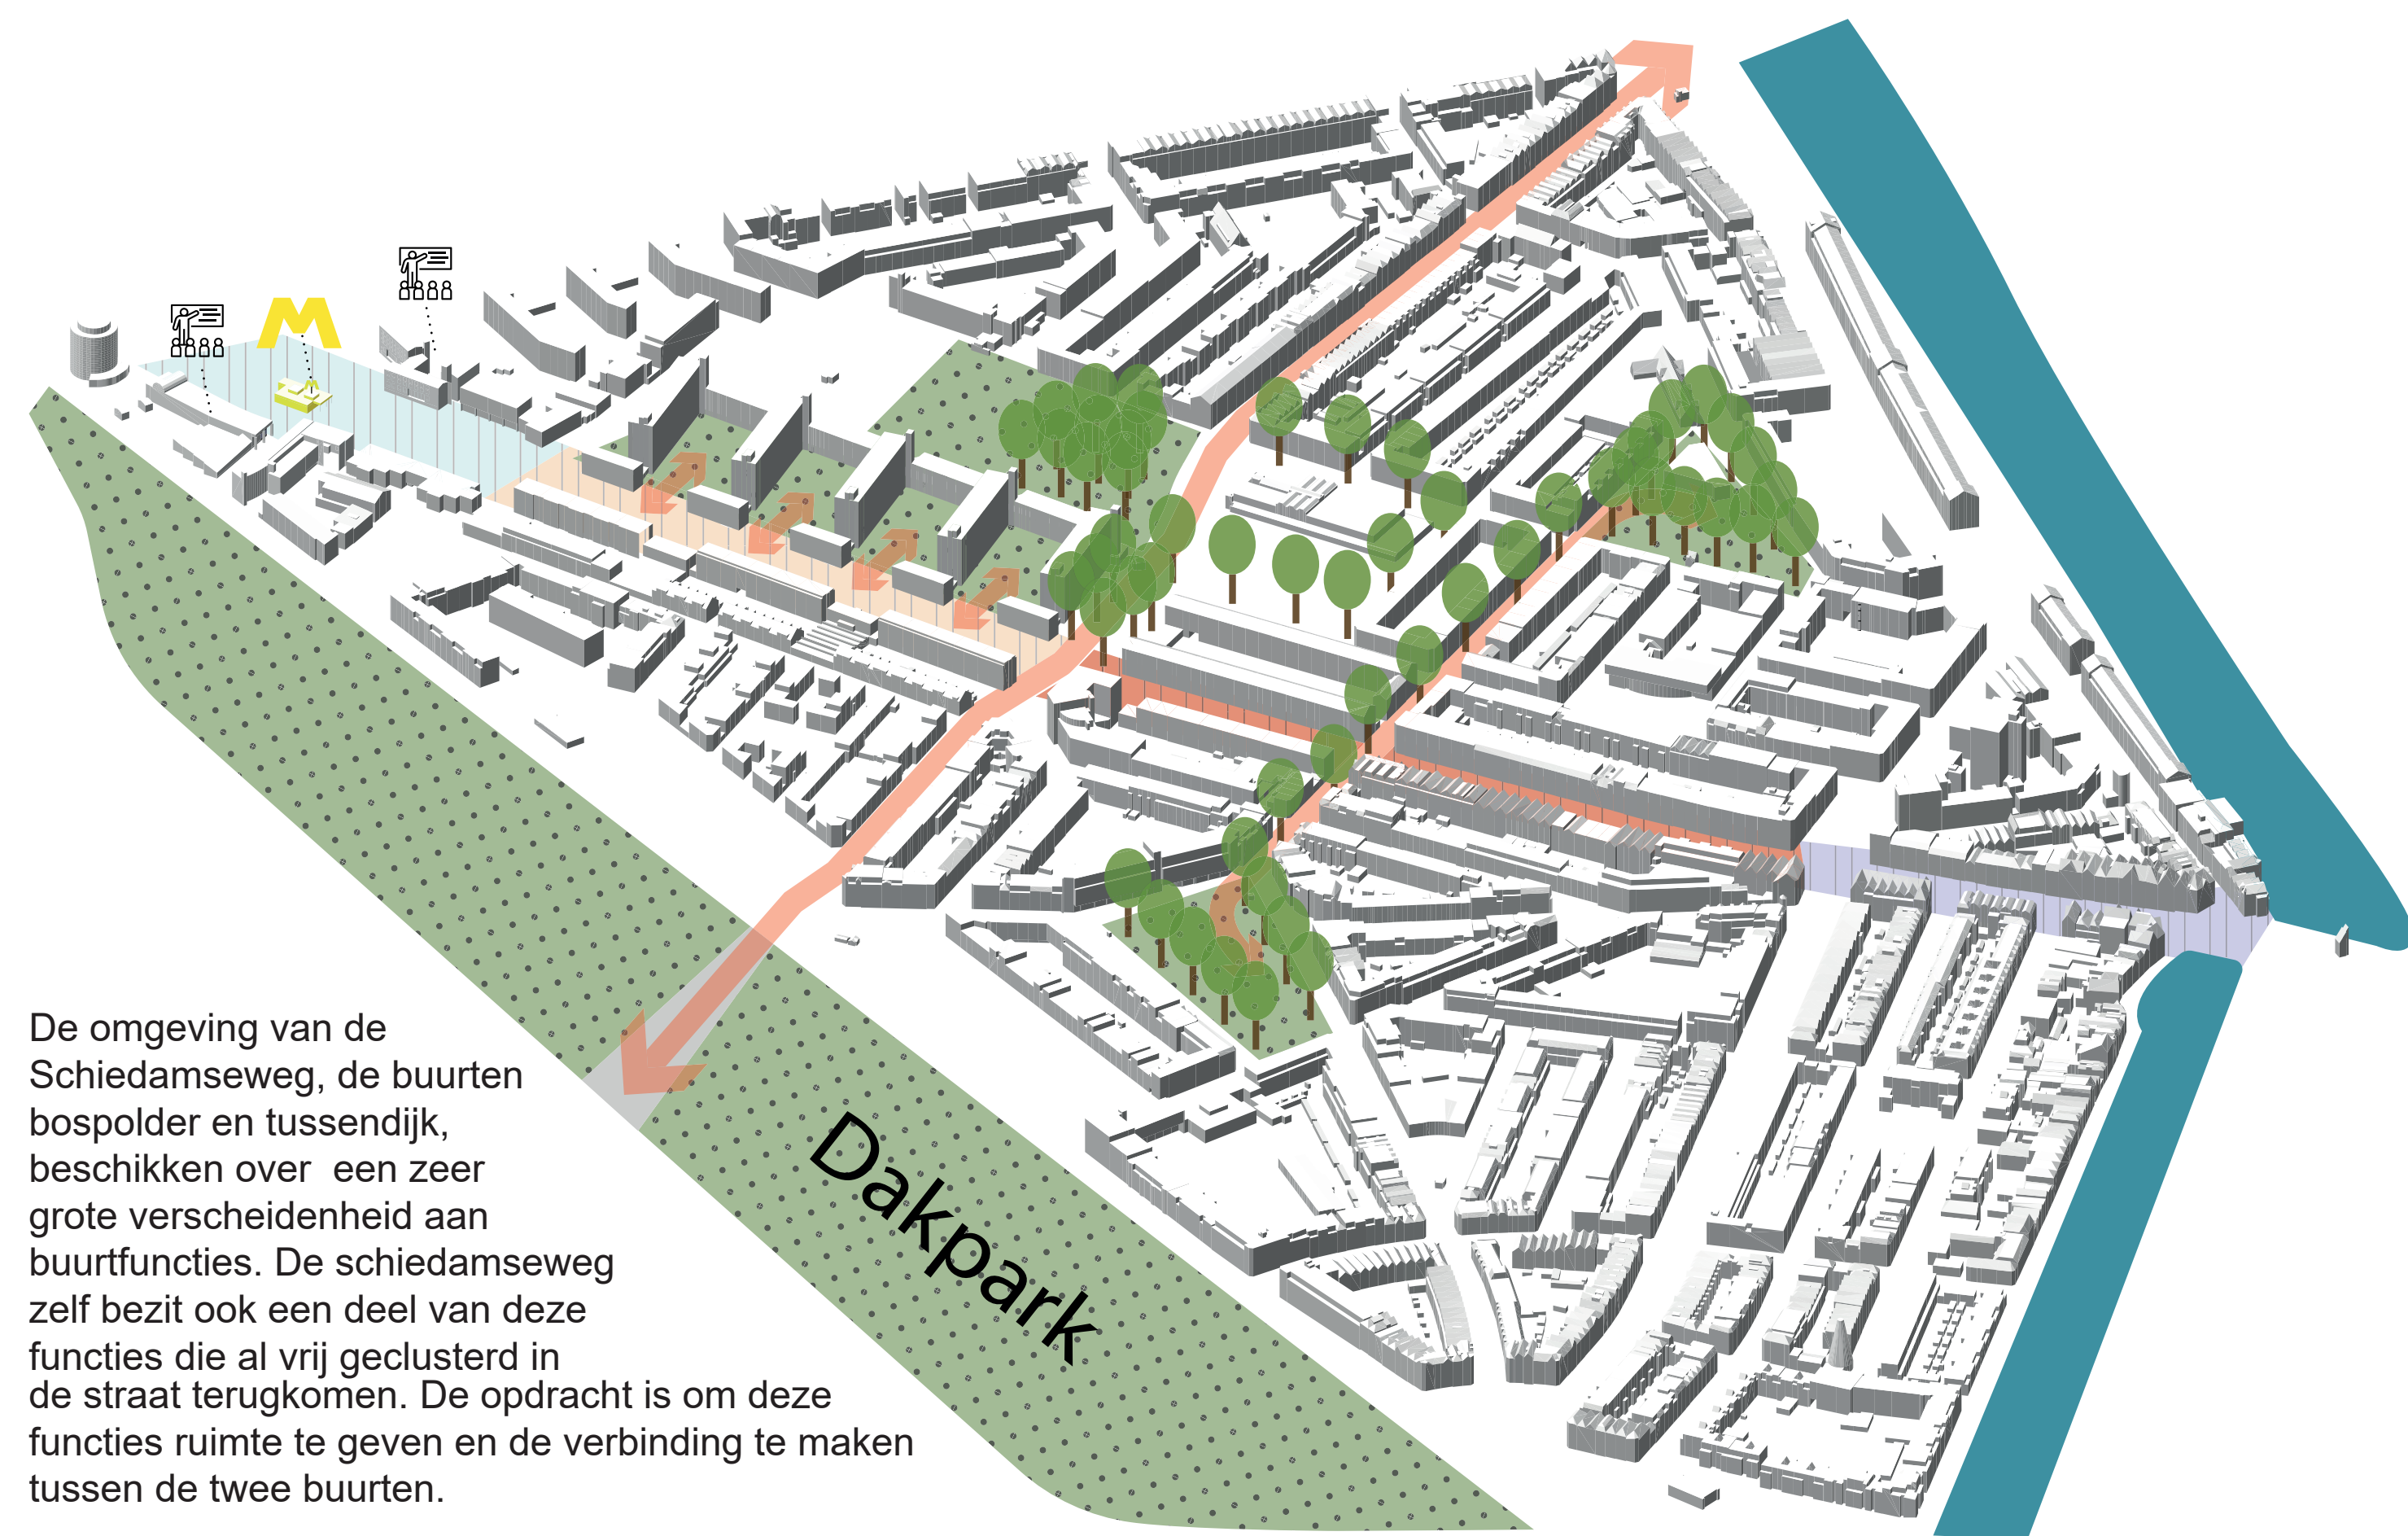 M
De omgeving van de
Schiedamseweg, de buurten
bospolder en tussendijk,
beschikken over  een zeer
grote verscheidenheid aan
buurtfuncties. De schiedamseweg
zelf bezit ook een deel van deze
functies die al vrij geclusterd in
de straat terugkomen. De opdracht is om deze
functies ruimte te geven en de verbinding te maken
tussen de twee buurten.
Dakpark